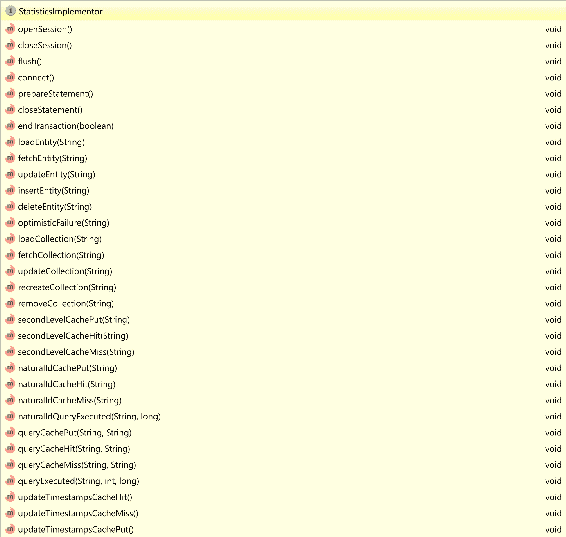 I StatisticsImplementor
m openSession() void
m closeSession() void
m flush() void
m connect() void
m prepareStatement() void
m closeStatement() void
m endTransaction(boolean) void
m loadEntity(String) void
m fetchEntity(String) void
m updateEntity(String) void
m insertEntity(String) void
m deleteEntity(String) void
m optimisticFailure(String) void
m loadCollection(String) void
m fetchCollection(String) void
m updateCollection(String) void
m recreateCollection(String) void
m removeCollection(String) void
m secondLevelCachePut(String) void
m secondLevelCacheHit(String) void
m secondLevelCacheMiss(String) void
m naturalIdCachePut(String) void
m naturalIdCacheHit(String) void
m naturalIdCacheMiss(String) void
m naturalIdQueryExecuted(String, long) void
m queryCachePut(String, String) void
m queryCacheHit(String, String) void
m queryCacheMiss(String, String) void
m queryExecuted(String, int, long) void
m updateTimestampsCacheHit() void
m updateTimestampsCacheMiss() void
m updateTimestampsCachePut() void